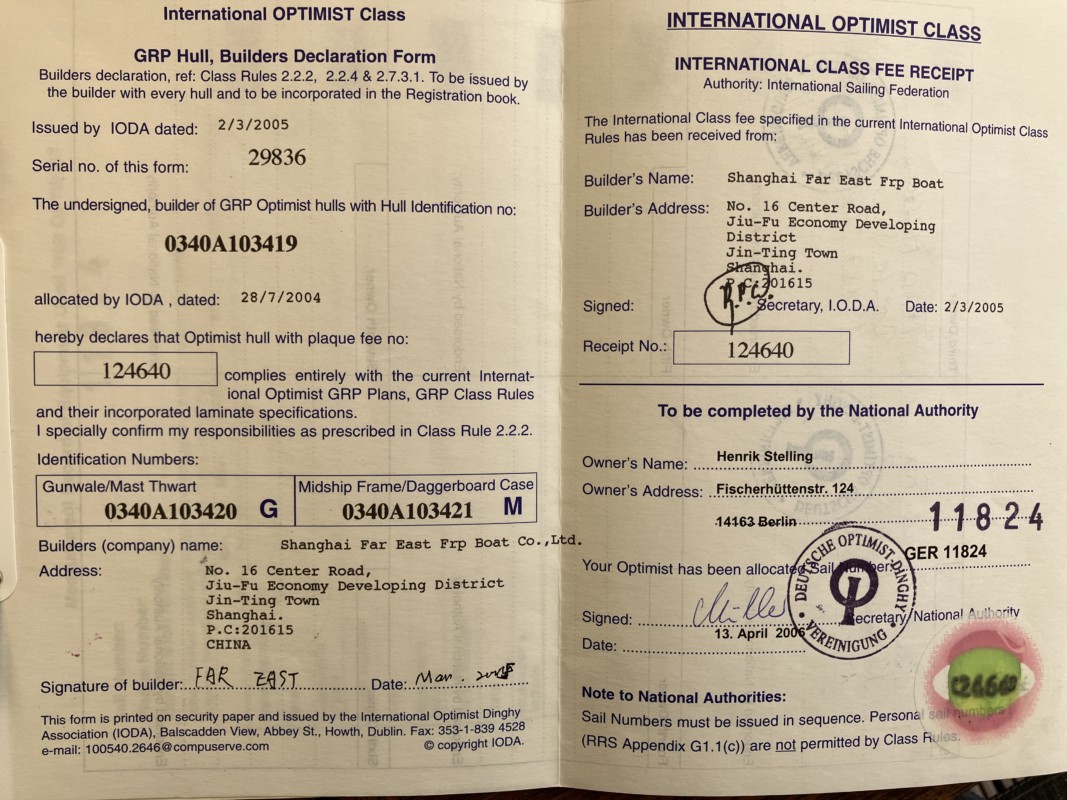 International OPTIMIST Class
GRP Hull, Builders Declaration Form
Builders declaration, ref: Class Rules 2.2.2, 2.2.4 & 2.7.3.1. To be issued by
the builder with every hull and to be incorporated in the Registration book.
Issued by IODA dated: 2/3/2005
Serial no. of this form: 29836
The undersigned, builder of GRP Optimist hulls with Hull Identification no:
0340A103419
allocated by IODA , dated: 28/7/2004
hereby declares that Optimist hull with plaque fee no:
124640 complies entirely with the current Internat-
ional Optimist GRP Plans, GRP Class Rules
and their incorporated laminate specifications.
I specially confirm my responsibilities as prescribed in Class Rule 2.2.2.
Identification Numbers:
Gunwale/Mast Thwart
0340A103420 G
Midship Frame/Daggerboard Case
0340A103421 M
Builders (company) name: Shanghai Far East Frp Boat Co.,Ltd.
Address: No. 16 Center Road,
Jiu-Fu Economy Developing District
Jin-Ting Town
Shanghai.
P.C:201615
CHINA
Signature of builder: FAR EAST Date: Mar.
This form is printed on security paper and issued by the International Optimist Dinghy
Association (IODA), Balscadden View, Abbey St., Howth, Dublin. Fax: 353-1-839 4528
e-mail: 100540.2646@compuserve.com © copyright IODA.
INTERNATIONAL OPTIMIST CLASS
INTERNATIONAL CLASS FEE RECEIPT
Authority: International Sailing Federation
The International Class fee specified in the current International Optimist Class
Rules has been received from:
Builder's Name: Shanghai Far East Frp Boat
Builder's Address: No. 16 Center Road,
Jiu-Fu Economy Developing
District
Jin-Ting Town
Shanghai.
P.C:201615
Signed: Secretary, I.O.D.A. Date: 2/3/2005
Receipt No.: 124640
To be completed by the National Authority
Owner's Name: Henrik Stelling
Owner's Address: Fischerhüttenstr. 124
14163 Berlin 11824
Your Optimist has been allocated Sail Number: GER 11824
DEUTSCHE OPTIMIST-DINGHY VEREINIGUNG
Signed: Secretary/National Authority
Date: 13. April 2006
124640
Note to National Authorities:
Sail Numbers must be issued in sequence. Personal sail numbers
(RRS Appendix G1.1(c)) are not permitted by Class Rules.